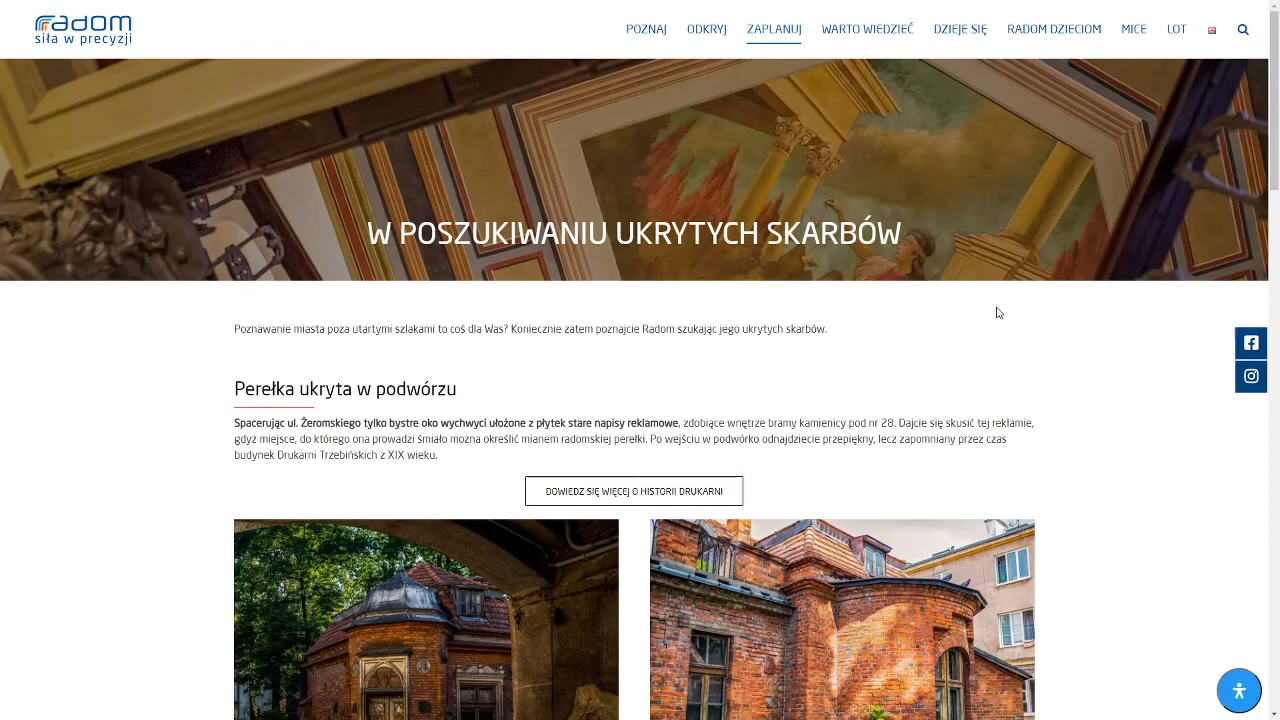 radom
siła w precyzji
POZNAJ ODKRYJ ZAPLANUJ WARTO WIEDZIEĆ DZIEJE SIĘ RADOM DZIECIOM MICE LOT
W POSZUKIWANIU UKRYTYCH SKARBÓW
Poznawanie miasta poza utartymi szlakami to coś dla Was? Koniecznie zatem poznajcie Radom szukając jego ukrytych skarbów.
Perełka ukryta w podwórzu
Spacerując ul. Żeromskiego tylko bystre oko wychwyci ułożone z płytek stare napisy reklamowe, zdobiące wnętrze bramy kamienicy pod nr 28. Dajcie się skusić tej reklamie,
gdyż miejsce, do którego ona prowadzi śmiało można określić mianem radomskiej perełki. Po wejściu w podwórko odnajdziecie przepiękny, lecz zapomniany przez czas
budynek Drukarni Trzebińskich z XIX wieku.
DOWIEDZ SIĘ WIĘCEJ O HISTORII DRUKARNI